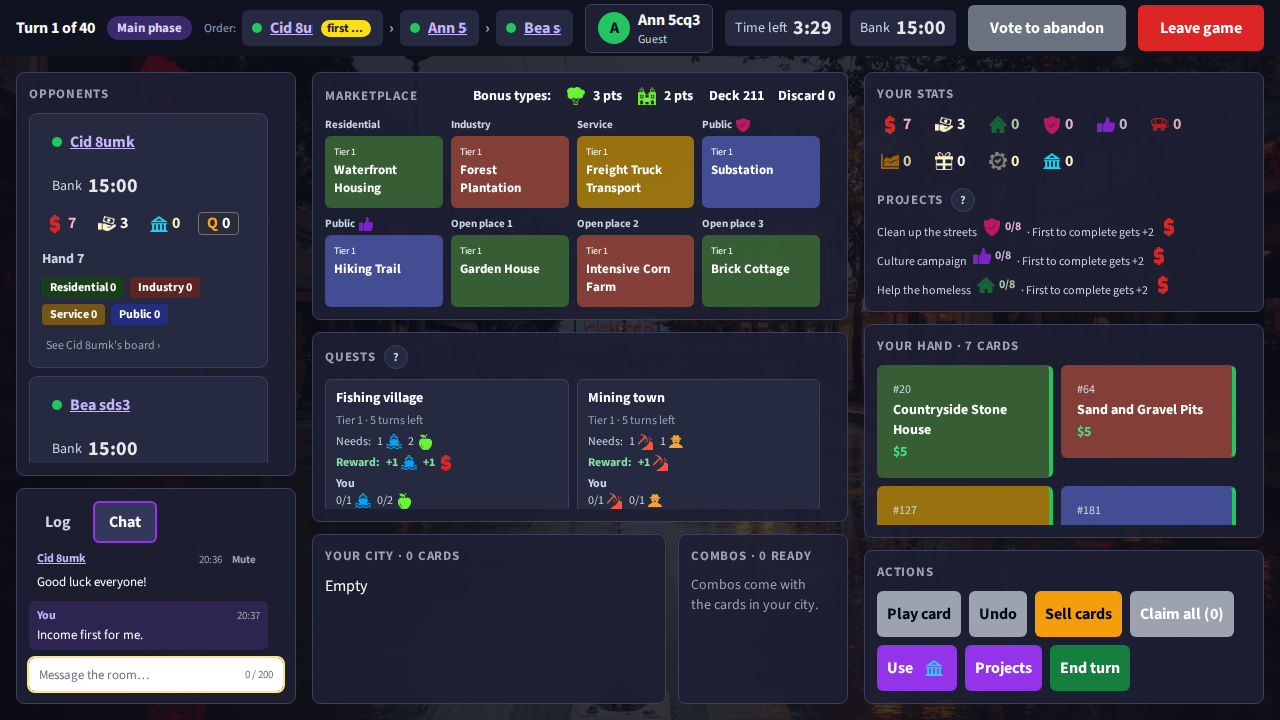 Turn 1 of 40
Main phase
Order:
Cid 8u
first ...
›
Ann 5
›
Bea s
A
Ann 5cq3
Guest
Time left 3:29
Bank 15:00
Vote to abandon
Leave game
OPPONENTS
Cid 8umk
Bank 15:00
7
3
0
Q 0
Hand 7
Residential 0
Industry 0
Service 0
Public 0
See Cid 8umk's board ›
Bea sds3
Bank 15:00
Log
Chat
Cid 8umk
20:36
Mute
Good luck everyone!
You
20:37
Income first for me.
Message the room…
0 / 200
MARKETPLACE
Bonus types:
3 pts
2 pts
Deck 211
Discard 0
Residential
Industry
Service
Public
Tier 1
Waterfront
Housing
Tier 1
Forest
Plantation
Tier 1
Freight Truck
Transport
Tier 1
Substation
Public
Open place 1
Open place 2
Open place 3
Tier 1
Hiking Trail
Tier 1
Garden House
Tier 1
Intensive Corn
Farm
Tier 1
Brick Cottage
QUESTS
?
Fishing village
Tier 1 · 5 turns left
Needs: 1 2
Reward: +1 +1
You
0/1 0/2
Mining town
Tier 1 · 5 turns left
Needs: 1 1
Reward: +1
You
0/1 0/1
YOUR CITY · 0 CARDS
Empty
COMBOS · 0 READY
Combos come with
the cards in your city.
YOUR STATS
7
3
0
0
0
0
0
0
0
0
PROJECTS
?
Clean up the streets 0/8 · First to complete gets +2
Culture campaign 0/8 · First to complete gets +2
Help the homeless 0/8 · First to complete gets +2
YOUR HAND · 7 CARDS
#20
Countryside Stone
House
$5
#64
Sand and Gravel Pits
$5
#127
#181
ACTIONS
Play card
Undo
Sell cards
Claim all (0)
Use
Projects
End turn